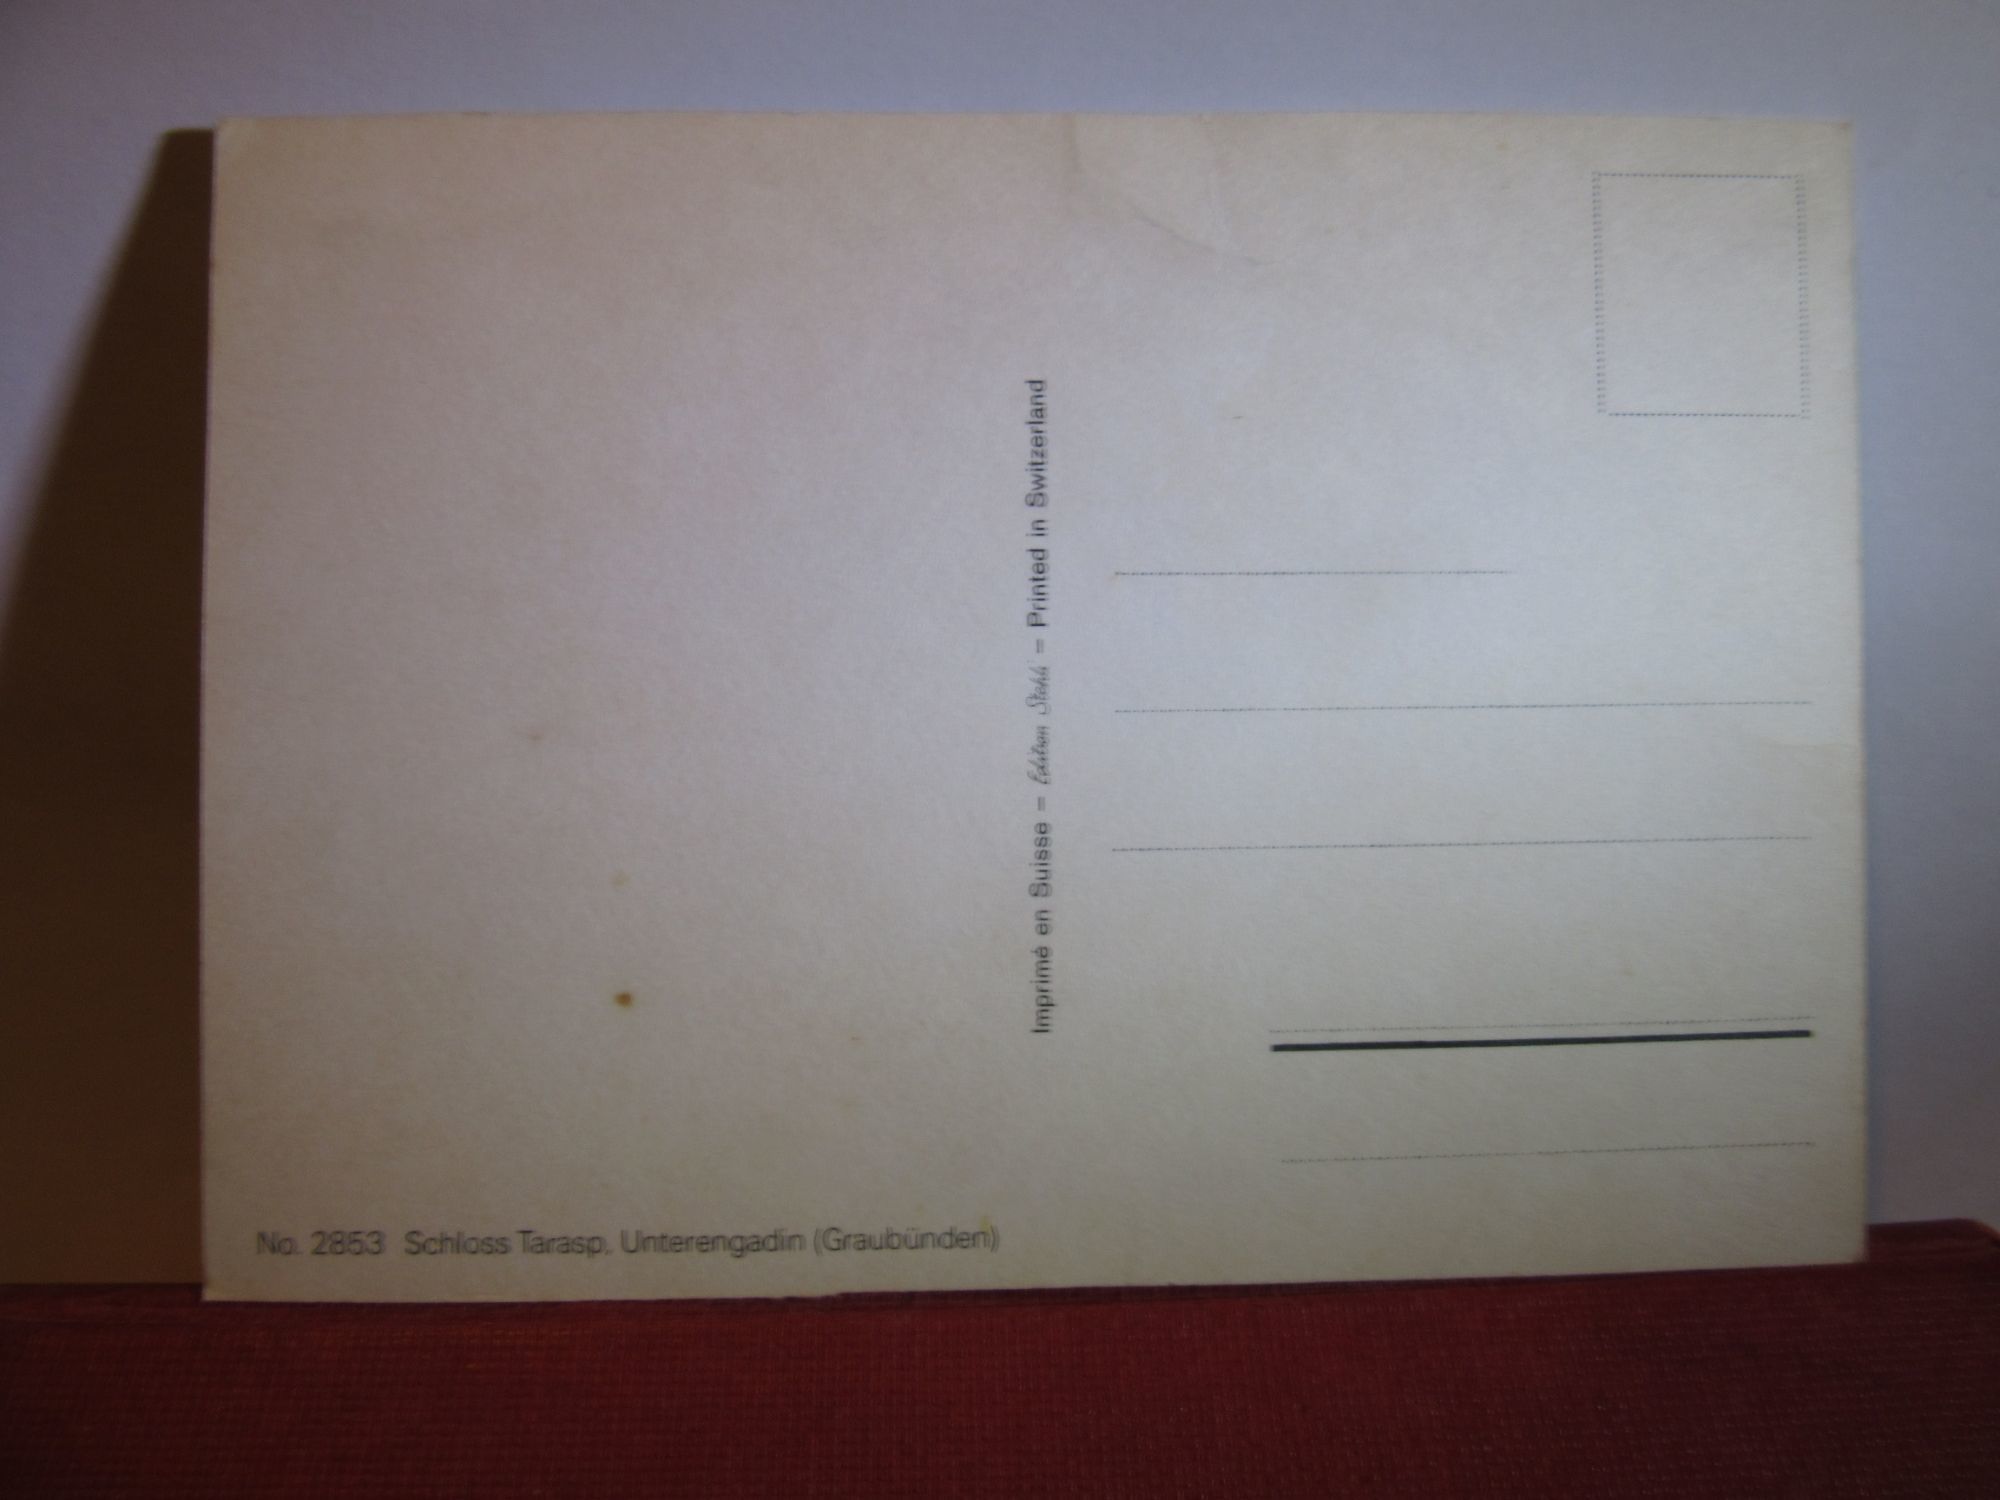 Imprimé en Suisse = Edition Stehli = Printed in Switzerland
No. 2853 Schloss Tarasp, Unterengadin (Graubünden)